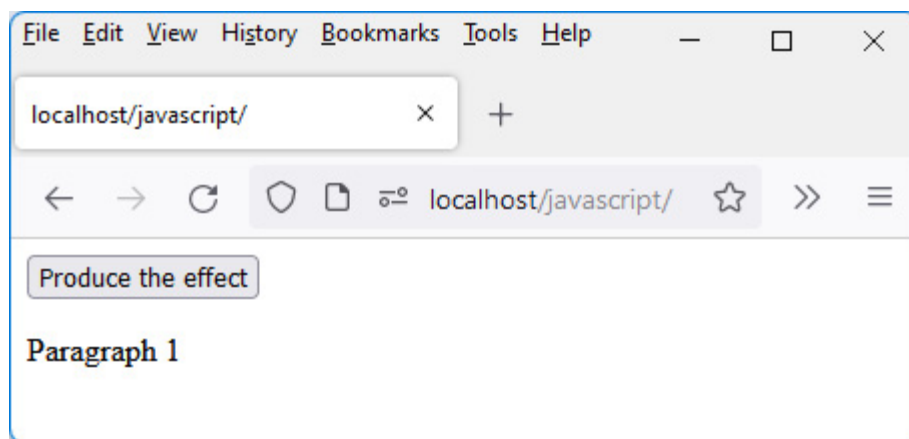 File Edit View History Bookmarks Tools Help
localhost/javascript/
localhost/javascript/
Produce the effect
Paragraph 1